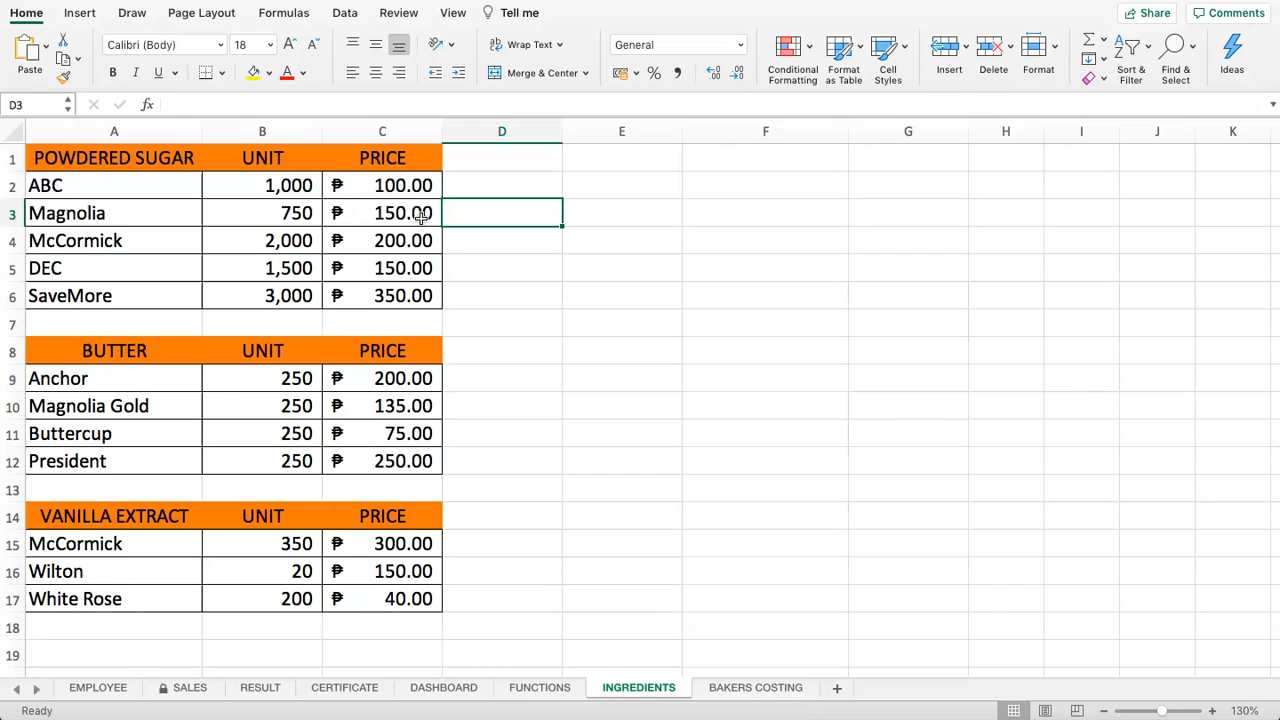 Home Insert Draw Page Layout Formulas Data Review View Tell me Share Comments
Paste Calibri (Body) 18 A A Wrap Text General Conditional Formatting Format as Table Cell Styles Insert Delete Format Sort & Filter Find & Select Ideas
B I U A Merge & Center %
D3 fx
A B C D E F G H I J K
1 POWDERED SUGAR UNIT PRICE
2 ABC 1,000 ₱ 100.00
3 Magnolia 750 ₱ 150.00
4 McCormick 2,000 ₱ 200.00
5 DEC 1,500 ₱ 150.00
6 SaveMore 3,000 ₱ 350.00
7
8 BUTTER UNIT PRICE
9 Anchor 250 ₱ 200.00
10 Magnolia Gold 250 ₱ 135.00
11 Buttercup 250 ₱ 75.00
12 President 250 ₱ 250.00
13
14 VANILLA EXTRACT UNIT PRICE
15 McCormick 350 ₱ 300.00
16 Wilton 20 ₱ 150.00
17 White Rose 200 ₱ 40.00
18
19
EMPLOYEE SALES RESULT CERTIFICATE DASHBOARD FUNCTIONS INGREDIENTS BAKERS COSTING +
Ready 130%